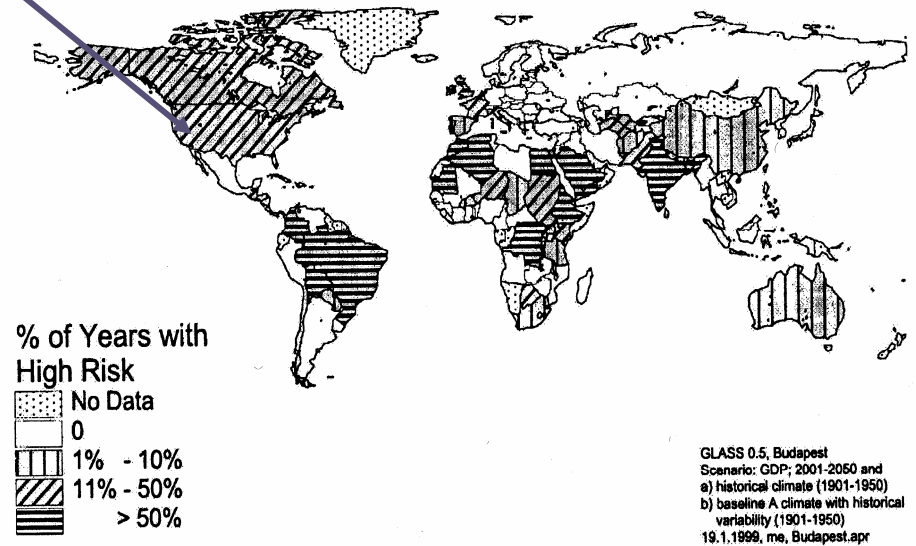 % of Years with
High Risk
No Data
0
1% - 10%
11% - 50%
> 50%
GLASS 0.5, Budapest
Scenario: GDP; 2001-2050 and
a) historical climate (1901-1950)
b) baseline A climate with historical
variability (1901-1950)
19.1.1999, me, Budapest.apr